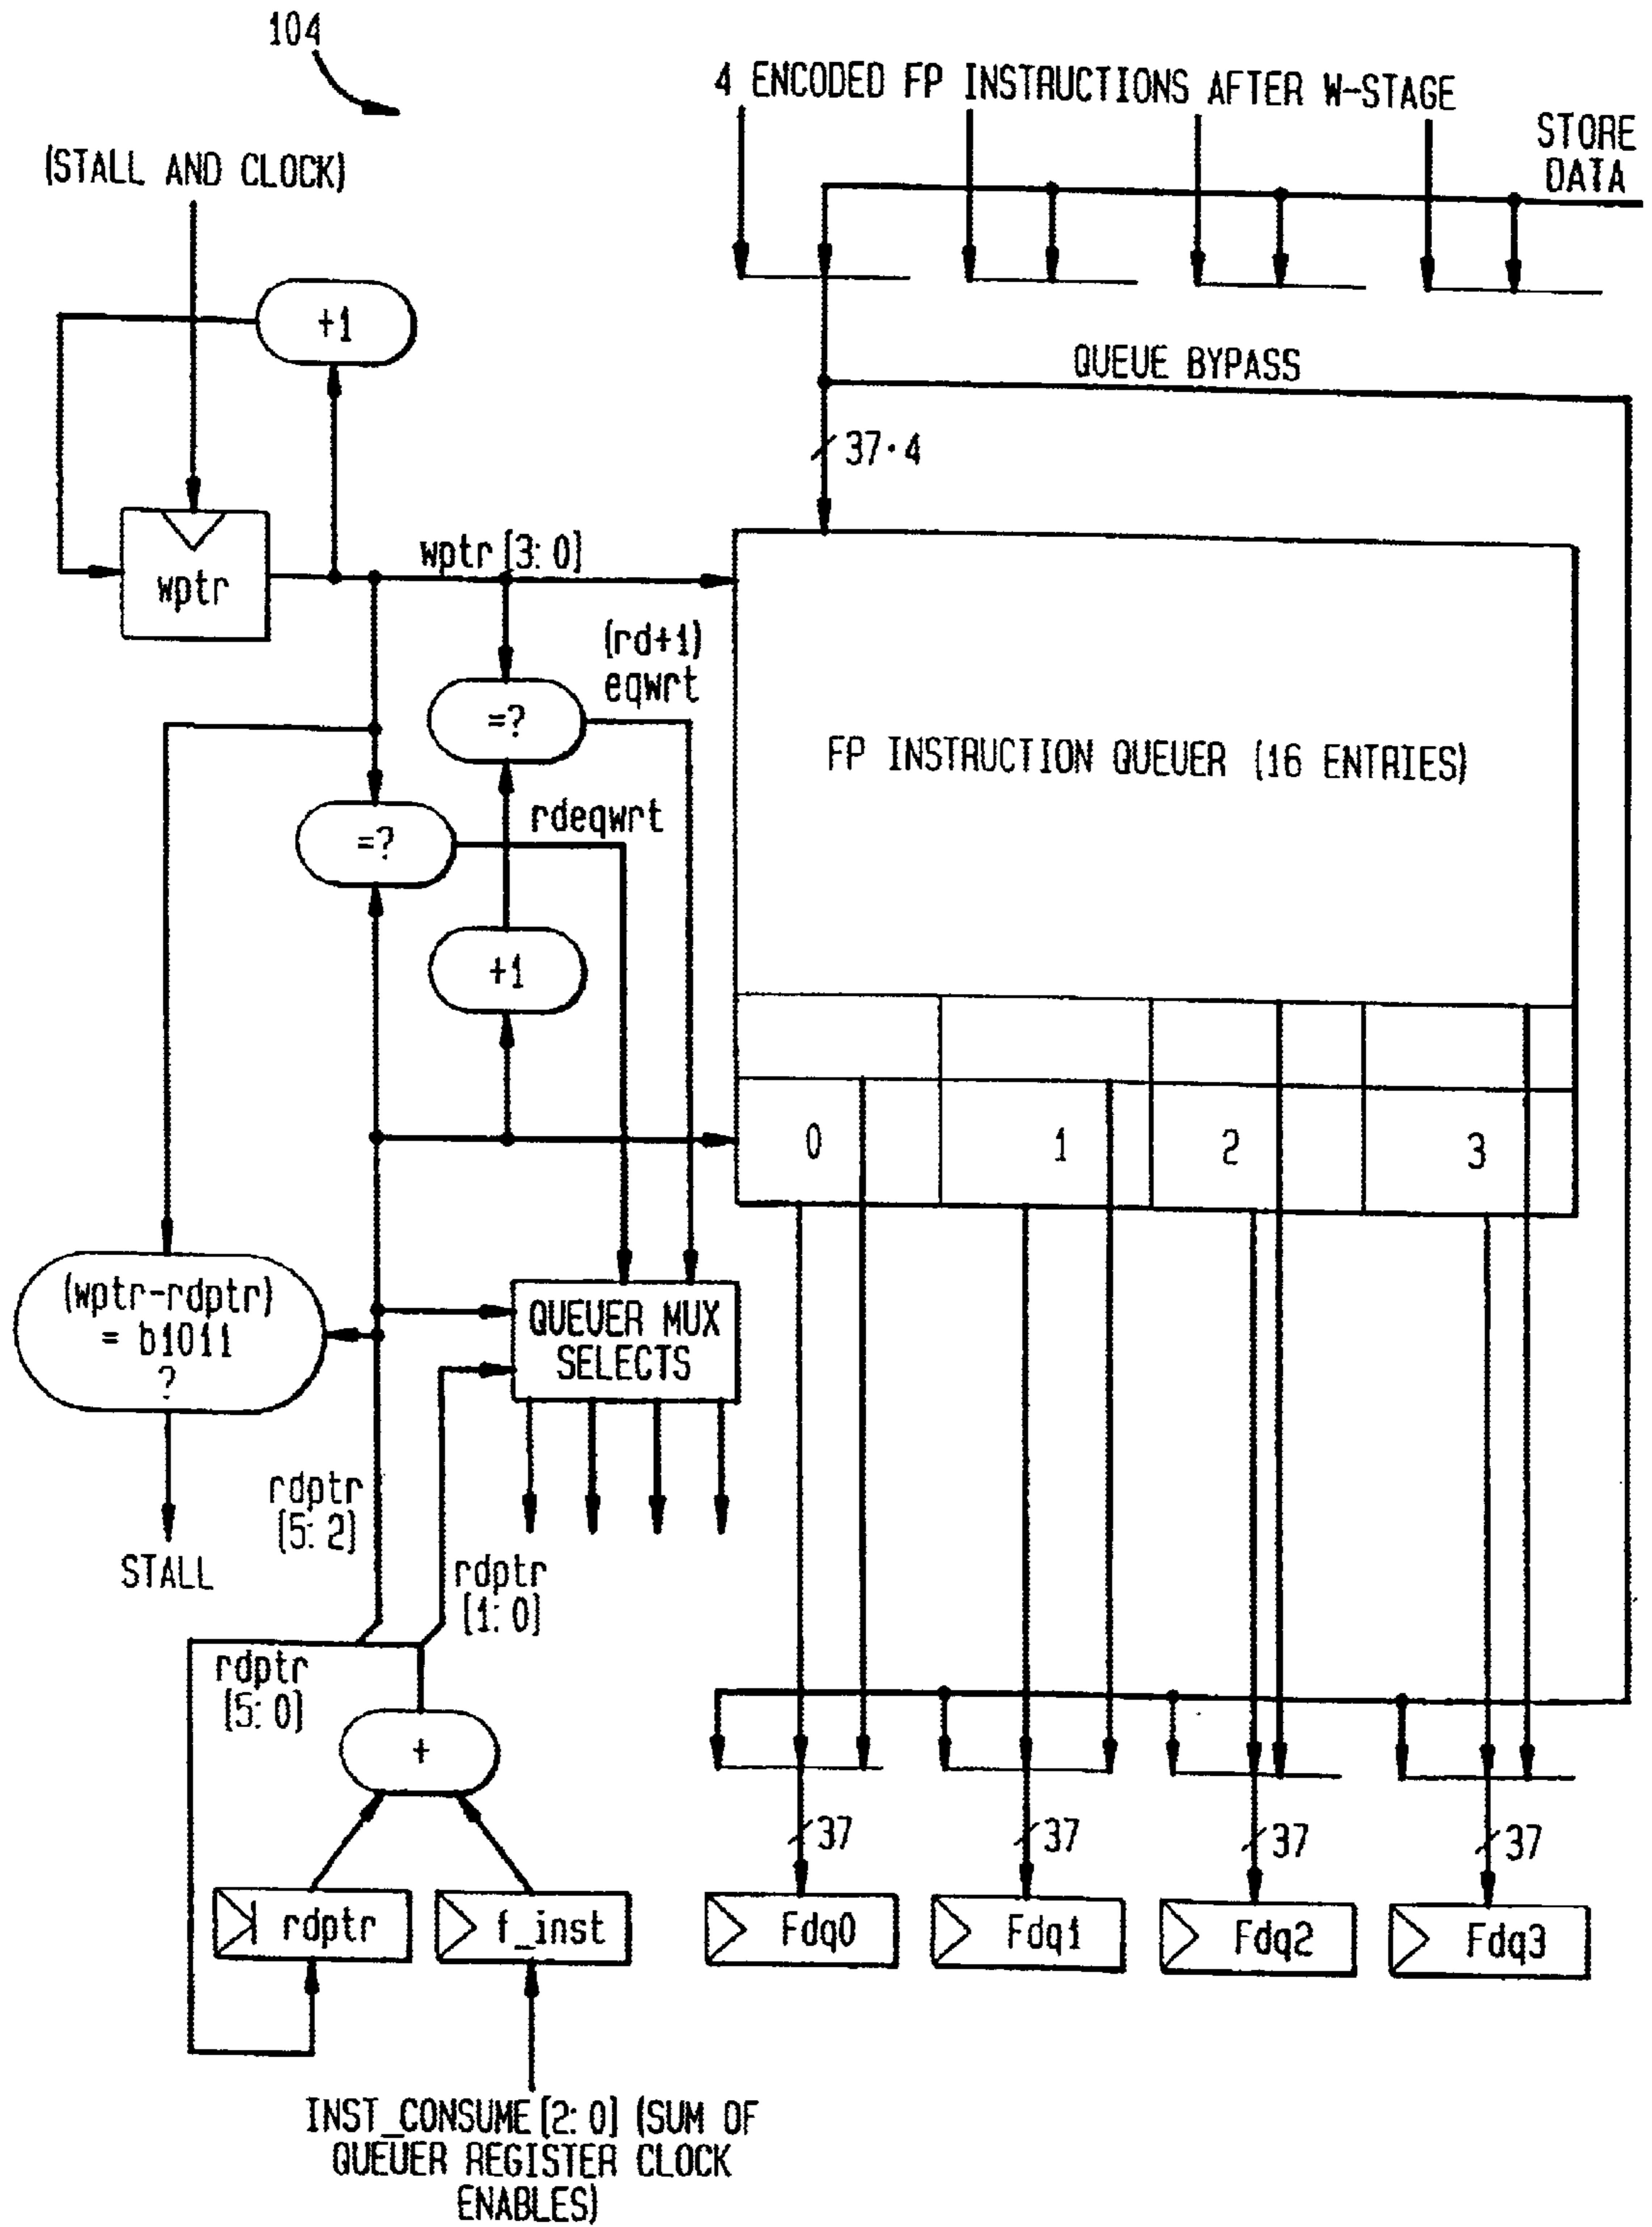 104
4 ENCODED FP INSTRUCTIONS AFTER W-STAGE
STORE
DATA
(STALL AND CLOCK)
+1
QUEUE BYPASS
37·4
wptr
wptr [3:0]
(rd+1)
eqwrt
=?
FP INSTRUCTION QUEUER (16 ENTRIES)
rdeqwrt
=?
+1
0
1
2
3
(wptr-rdptr)
= b1011
?
QUEUER MUX
SELECTS
rdptr
[5:2]
STALL
rdptr
[1:0]
rdptr
[5:0]
+
37
37
37
37
rdptr
f_inst
Fdq0
Fdq1
Fdq2
Fdq3
INST_CONSUME [2:0] (SUM OF
QUEUER REGISTER CLOCK
ENABLES)